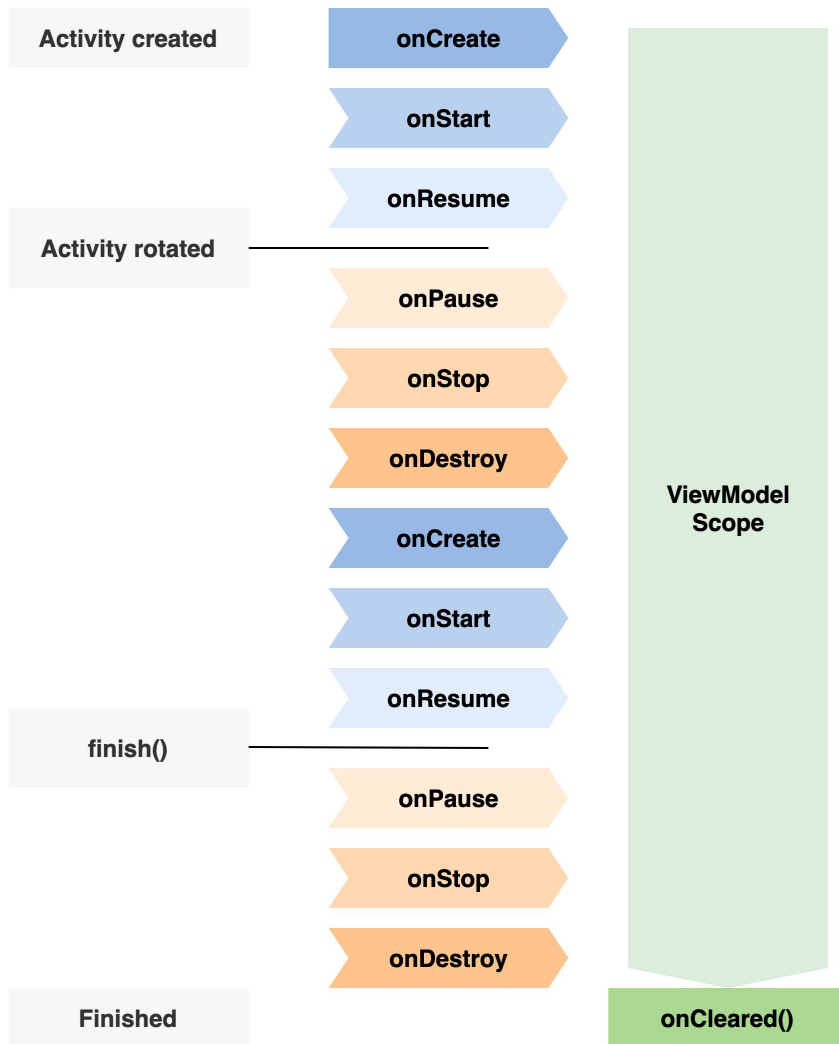 Activity created
onCreate
onStart
onResume
Activity rotated
onPause
onStop
onDestroy
ViewModel
Scope
onCreate
onStart
onResume
finish()
onPause
onStop
onDestroy
Finished
onCleared()